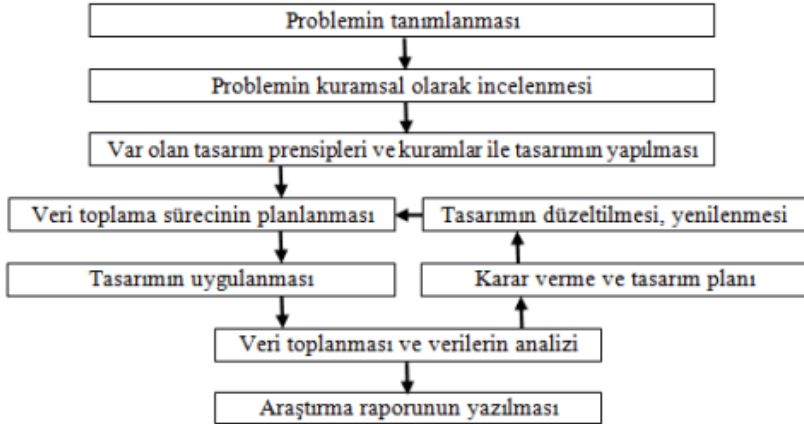 Problemin tanımlanması
Problemin kuramsal olarak incelenmesi
Var olan tasarım prensipleri ve kuramlar ile tasarımın yapılması
Veri toplama sürecinin planlanması
Tasarımın düzeltilmesi, yenilenmesi
Tasarımın uygulanması
Karar verme ve tasarım planı
Veri toplanması ve verilerin analizi
Araştırma raporunun yazılması